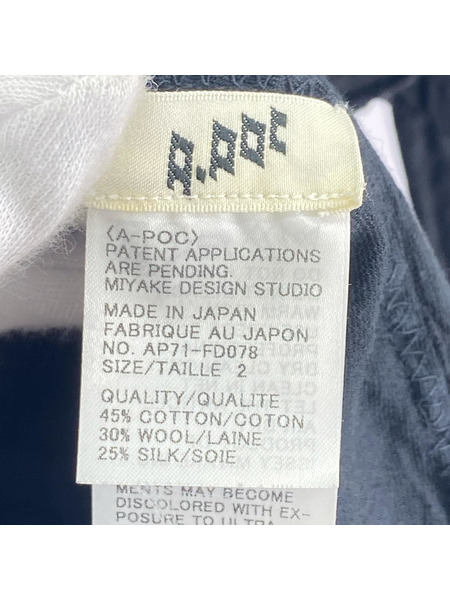 A.POC
〈A-POC〉
PATENT APPLICATIONS
ARE PENDING.
MIYAKE DESIGN STUDIO
MADE IN JAPAN
FABRIQUE AU JAPON
NO. AP71-FD078
SIZE/TAILLE 2
QUALITY/QUALITE
45% COTTON/COTON
30% WOOL/LAINE
25% SILK/SOIE
MENTS MAY BECOME
DISCOLORED WITH EX-
POSURE TO ULTRA